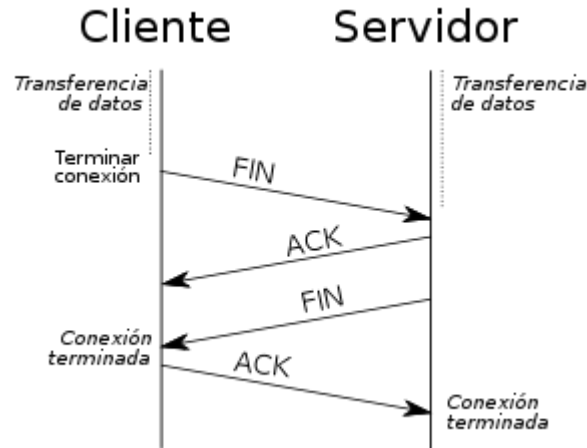 Cliente
Servidor
Transferencia
de datos
Transferencia
de datos
Terminar
conexión
FIN
ACK
FIN
Conexión
terminada
ACK
Conexión
terminada